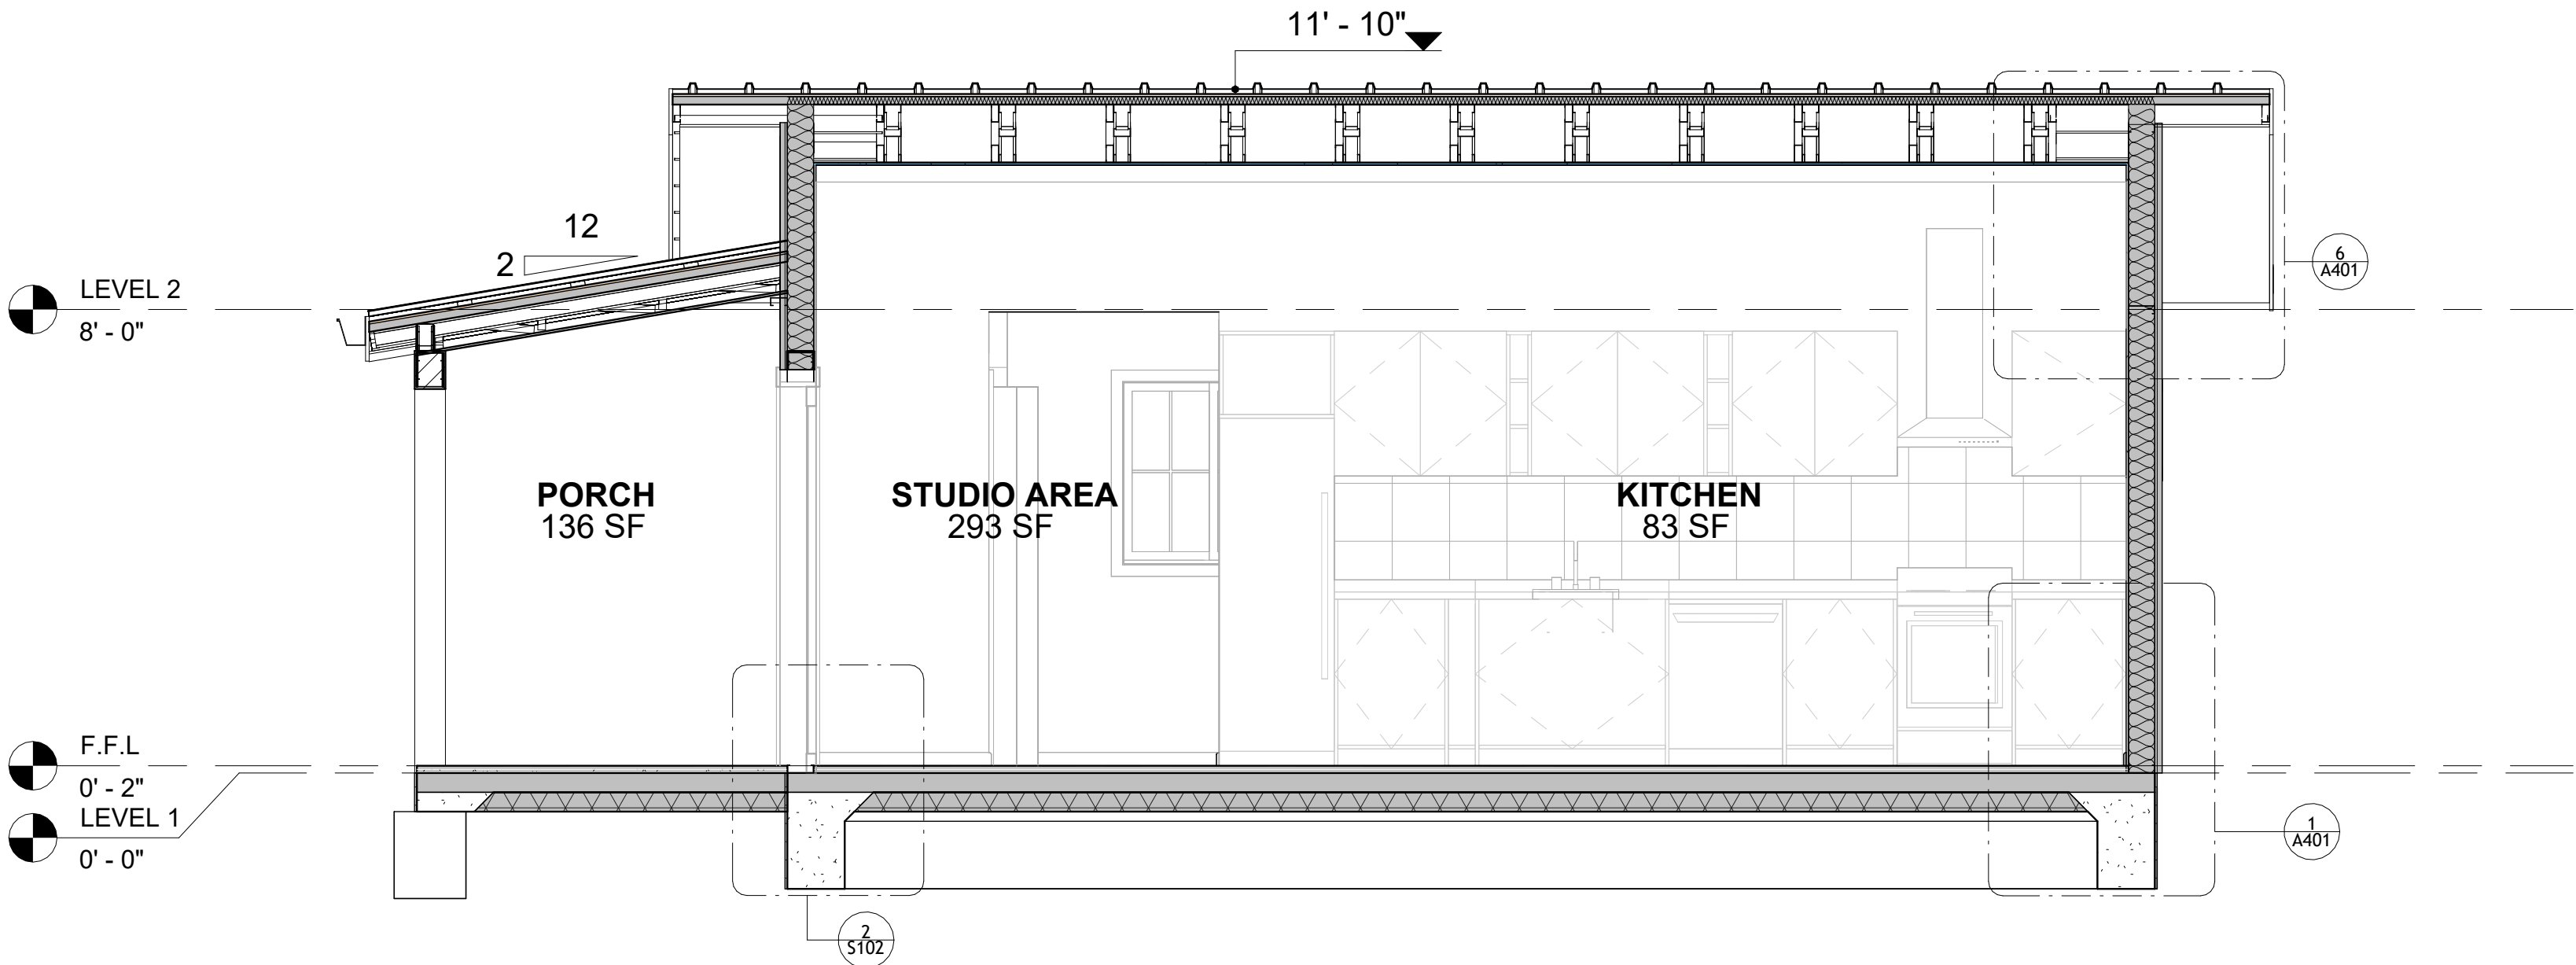 11' - 10"
12
2
LEVEL 2
8' - 0"
6
A401
PORCH
136 SF
STUDIO AREA
293 SF
KITCHEN
83 SF
F.F.L
0' - 2"
LEVEL 1
0' - 0"
1
A401
2
S102